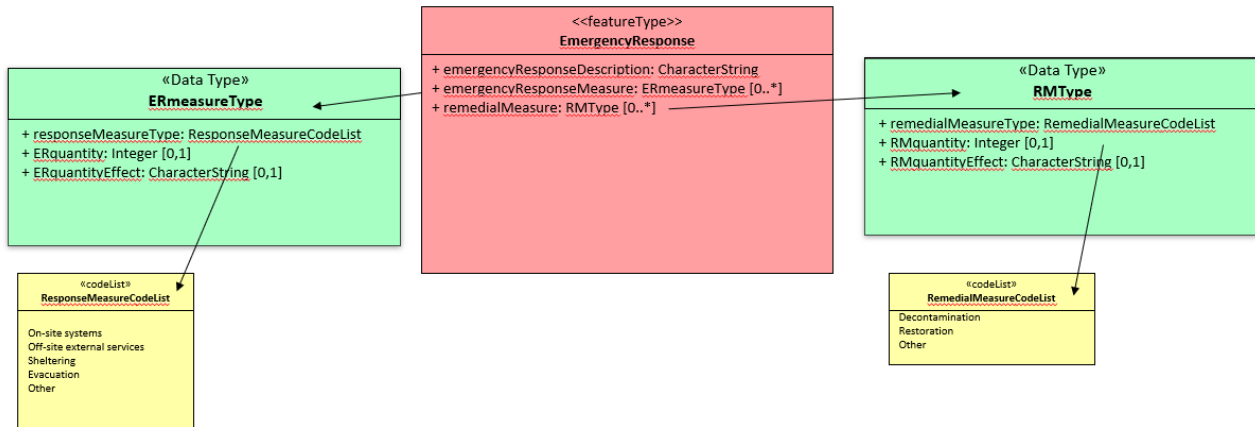 <<featureType>>
EmergencyResponse
+ emergencyResponseDescription: CharacterString
+ emergencyResponseMeasure: ERmeasureType [0..*]
+ remedialMeasure: RMType [0..*]
«Data Type»
ERmeasureType
+ responseMeasureType: ResponseMeasureCodeList
+ ERquantity: Integer [0,1]
+ ERquantityEffect: CharacterString [0,1]
«Data Type»
RMType
+ remedialMeasureType: RemedialMeasureCodeList
+ RMquantity: Integer [0,1]
+ RMquantityEffect: CharacterString [0,1]
«codeList»
ResponseMeasureCodeList
On-site systems
Off-site external services
Sheltering
Evacuation
Other
«codeList»
RemedialMeasureCodeList
Decontamination
Restoration
Other